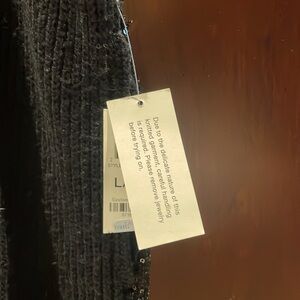 Due to the delicate nature of this
knitted garment, careful handling
is required. Please remove jewelry
before trying on.